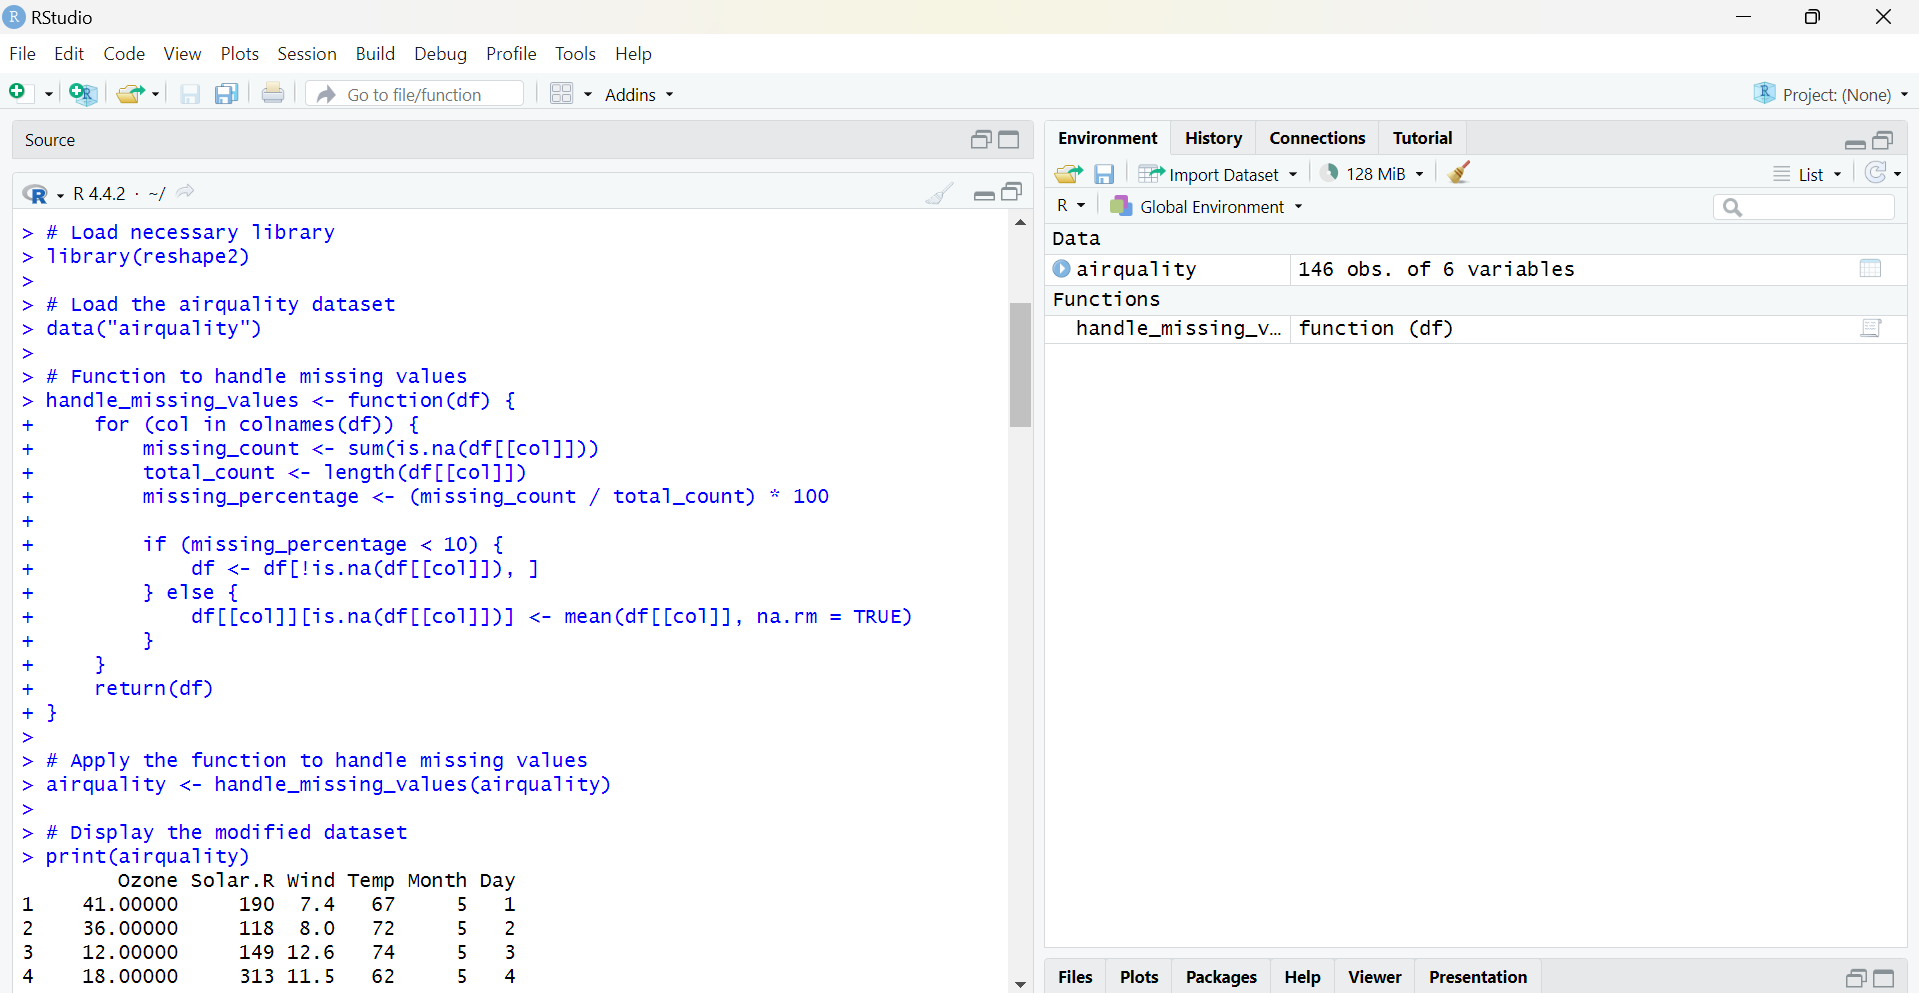 RStudio
File Edit Code View Plots Session Build Debug Profile Tools Help
Go to file/function Addins Project: (None)
Source
R 4.4.2 · ~/
> # Load necessary library
> library(reshape2)
>
> # Load the airquality dataset
> data("airquality")
>
> # Function to handle missing values
> handle_missing_values <- function(df) {
+     for (col in colnames(df)) {
+         missing_count <- sum(is.na(df[[col]]))
+         total_count <- length(df[[col]])
+         missing_percentage <- (missing_count / total_count) * 100
+
+         if (missing_percentage < 10) {
+             df <- df[!is.na(df[[col]]), ]
+         } else {
+             df[[col]][is.na(df[[col]])] <- mean(df[[col]], na.rm = TRUE)
+         }
+     }
+     return(df)
+ }
>
> # Apply the function to handle missing values
> airquality <- handle_missing_values(airquality)
>
> # Display the modified dataset
> print(airquality)
        Ozone Solar.R Wind Temp Month Day
1    41.00000     190  7.4   67     5   1
2    36.00000     118  8.0   72     5   2
3    12.00000     149 12.6   74     5   3
4    18.00000     313 11.5   62     5   4
Environment History Connections Tutorial
Import Dataset 128 MiB List
R Global Environment
Data
airquality 146 obs. of 6 variables
Functions
handle_missing_v... function (df)
Files Plots Packages Help Viewer Presentation